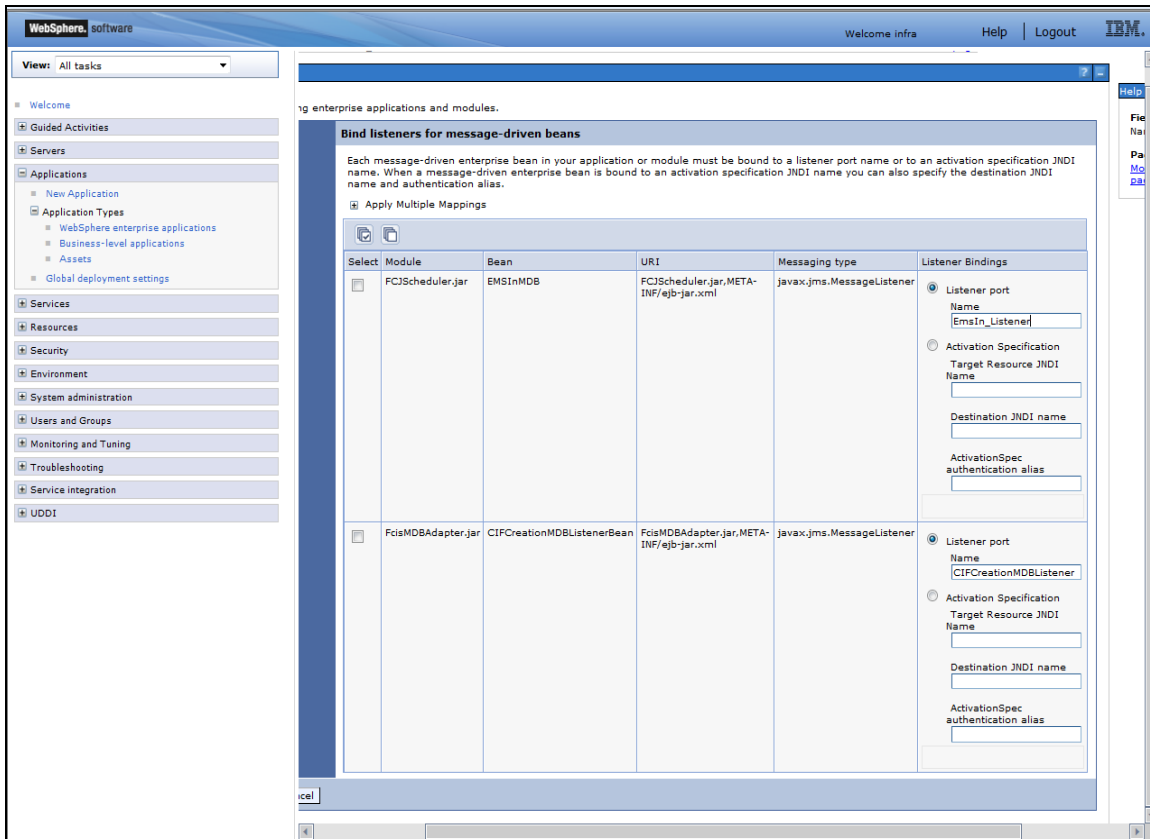 WebSphere. software
Welcome infra
Help
Logout
IBM.
View: All tasks
Welcome
Guided Activities
Servers
Applications
New Application
Application Types
WebSphere enterprise applications
Business-level applications
Assets
Global deployment settings
Services
Resources
Security
Environment
System administration
Users and Groups
Monitoring and Tuning
Troubleshooting
Service integration
UDDI
? -
ng enterprise applications and modules.
Bind listeners for message-driven beans
Each message-driven enterprise bean in your application or module must be bound to a listener port name or to an activation specification JNDI
name. When a message-driven enterprise bean is bound to an activation specification JNDI name you can also specify the destination JNDI
name and authentication alias.
Apply Multiple Mappings
Select Module Bean URI Messaging type Listener Bindings
FCJScheduler.jar
EMSInMDB
FCJScheduler.jar,META-
INF/ejb-jar.xml
javax.jms.MessageListener
Listener port
Name
EmsIn_Listener
Activation Specification
Target Resource JNDI
Name
Destination JNDI name
ActivationSpec
authentication alias
FcisMDBAdapter.jar
CIFCreationMDBListenerBean
FcisMDBAdapter.jar,META-
INF/ejb-jar.xml
javax.jms.MessageListener
Listener port
Name
CIFCreationMDBListener
Activation Specification
Target Resource JNDI
Name
Destination JNDI name
ActivationSpec
authentication alias
ncel
Help
Fie
Na
Pa
Mo
pa